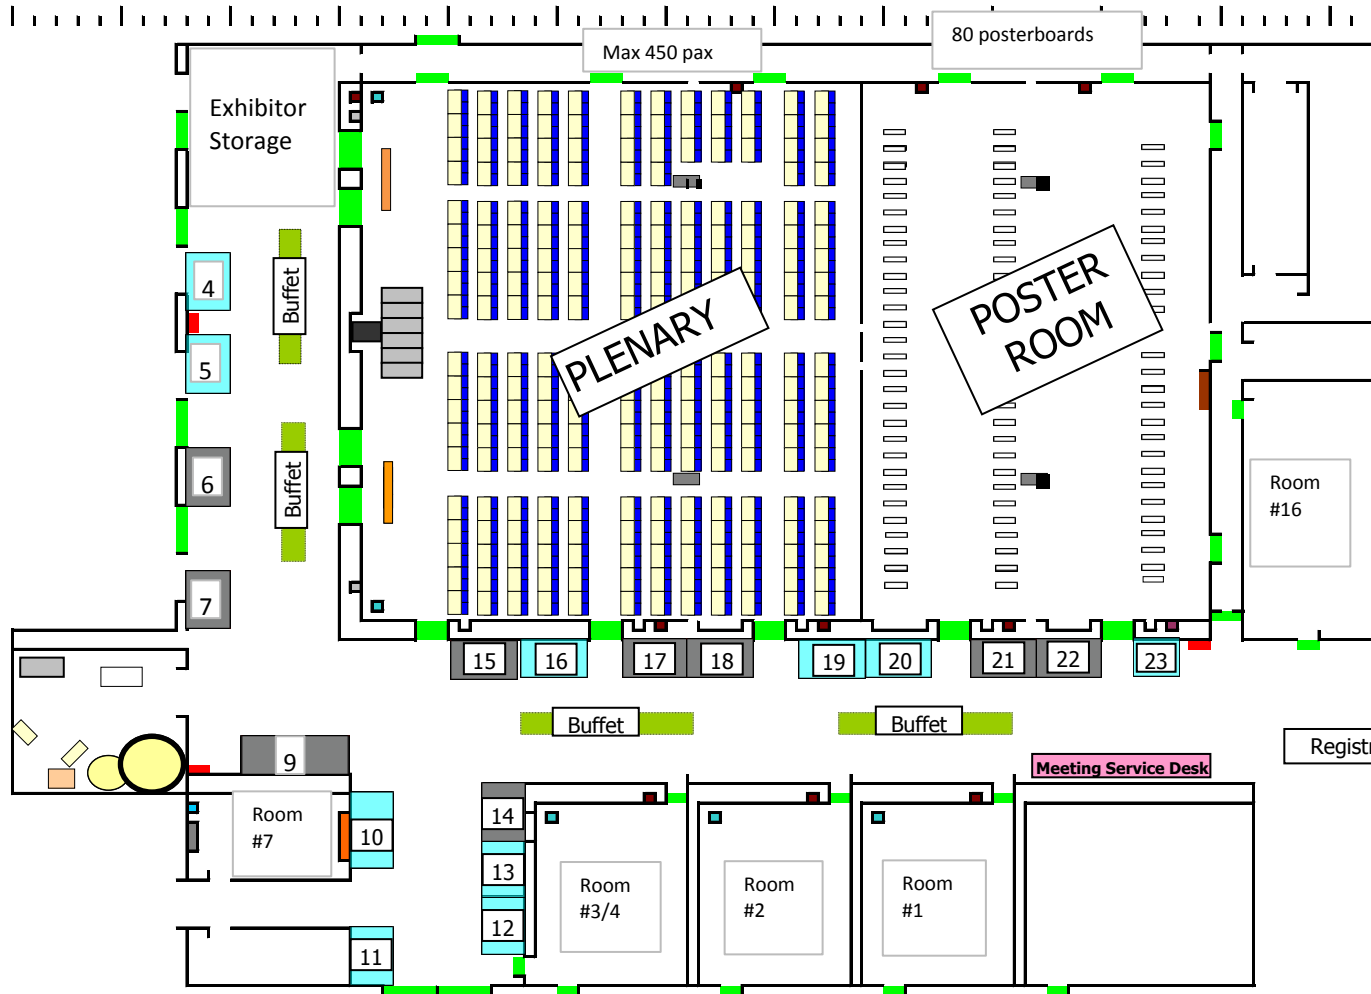 80 posterboards
Max 450 pax
Exhibitor
Storage
4
Buffet
5
PLENARY
POSTER
ROOM
6
Buffet
Room
#16
7
15
16
17
18
19
20
21
22
23
Buffet
Buffet
Registr
9
Meeting Service Desk
14
Room
#7
10
13
Room
#3/4
Room
#2
Room
#1
12
11